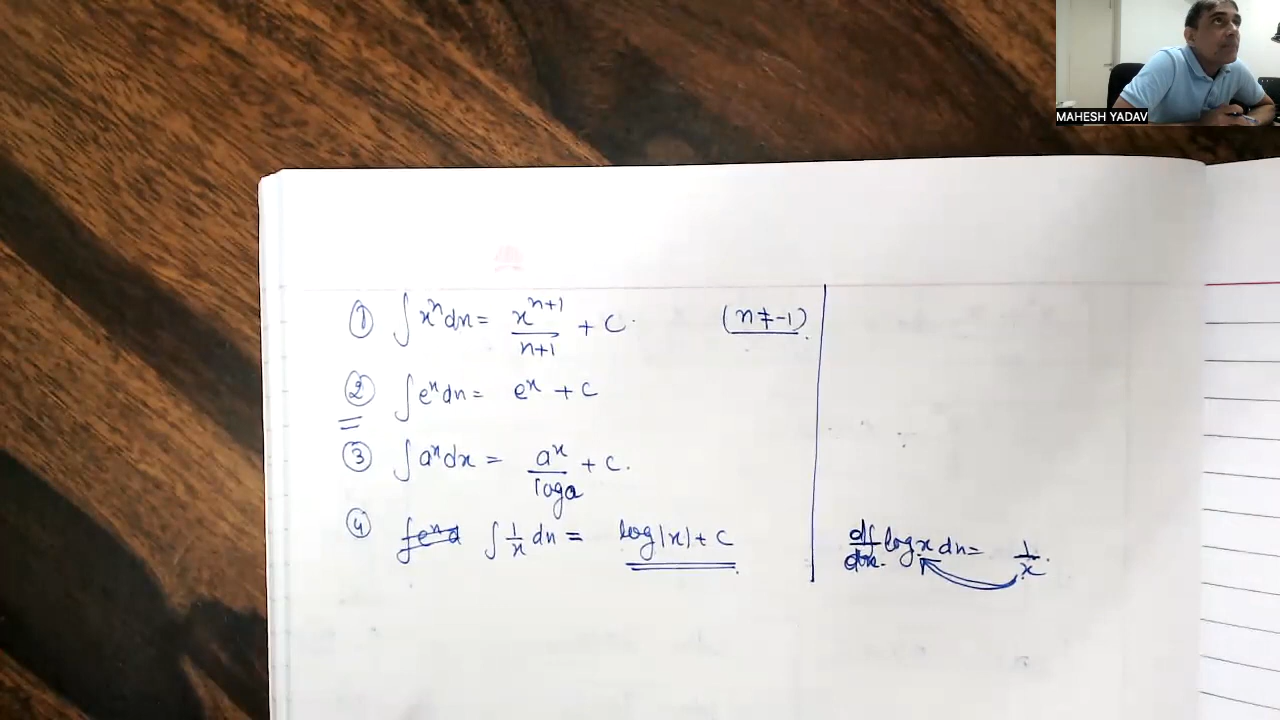 MAHESH YADAV
① ∫xⁿdx = xⁿ⁺¹/n+1 + C. (n≠-1).
② ∫eˣdx = eˣ + C
③ ∫aˣdx = aˣ/loga + C.
④ ∫1/x dx = log|x| + C
d/dx. log x dx = 1/x.